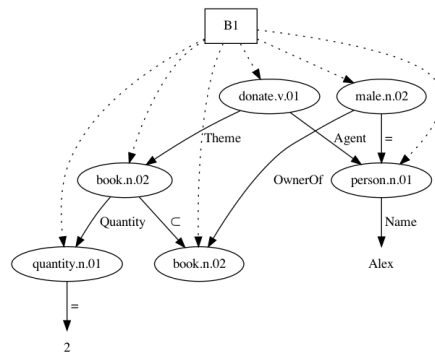 B1
donate.v.01
male.n.02
Theme
Agent
=
book.n.02
OwnerOf
person.n.01
Quantity
⊂
Name
quantity.n.01
book.n.02
Alex
=
2